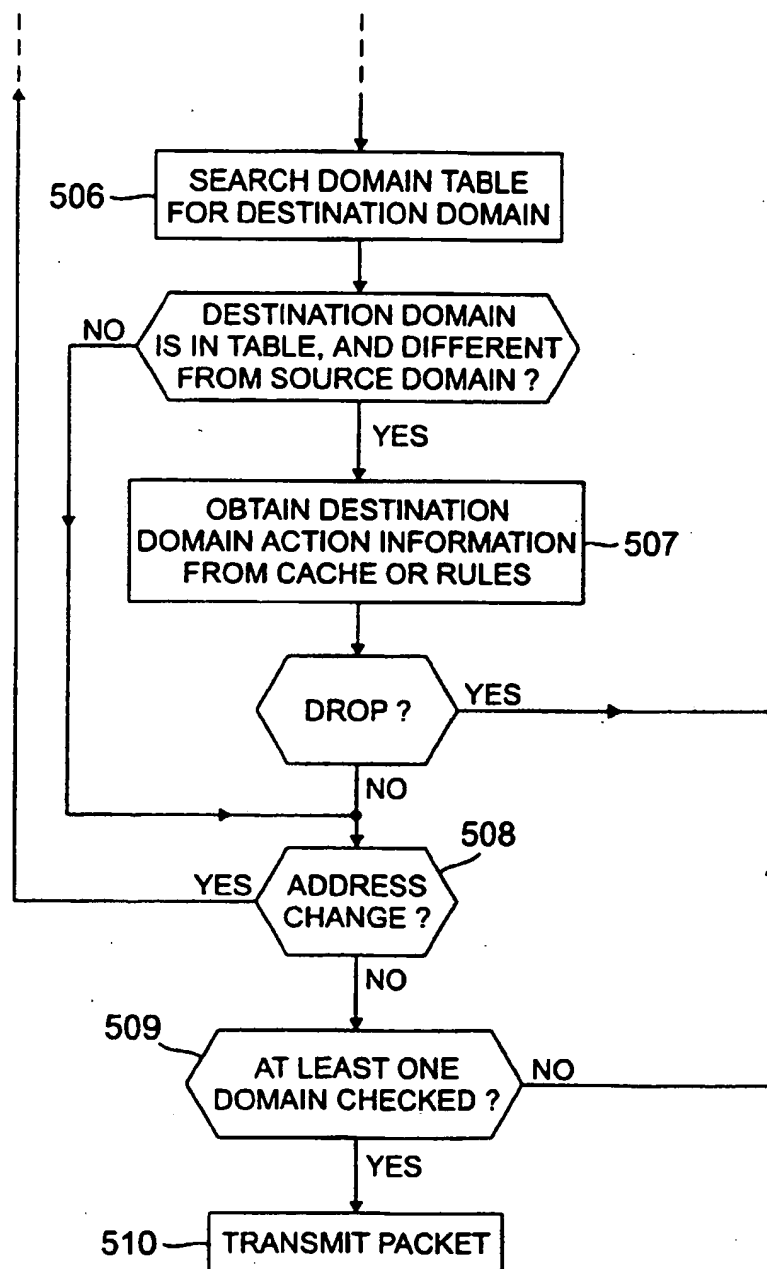 506
SEARCH DOMAIN TABLE
FOR DESTINATION DOMAIN
NO
DESTINATION DOMAIN
IS IN TABLE, AND DIFFERENT
FROM SOURCE DOMAIN ?
YES
OBTAIN DESTINATION
DOMAIN ACTION INFORMATION
FROM CACHE OR RULES
507
DROP ?
YES
NO
508
YES
ADDRESS
CHANGE ?
NO
509
AT LEAST ONE
DOMAIN CHECKED ?
NO
YES
510
TRANSMIT PACKET